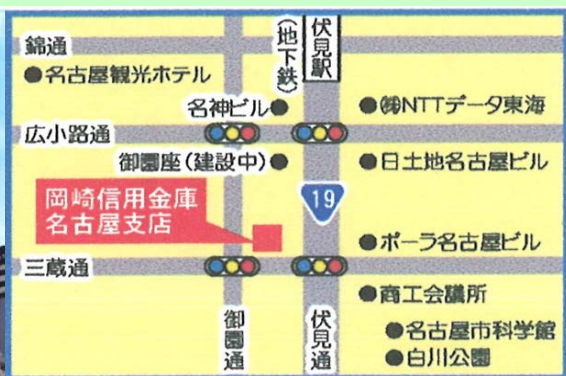 伏見駅
(地下鉄)
錦通
●名古屋観光ホテル
名神ビル●
●㈱NTTデータ東海
広小路通
御園座(建設中)●
●日土地名古屋ビル
岡崎信用金庫
名古屋支店
19
●ポーラ名古屋ビル
三蔵通
●商工会議所
御園通
伏見通
●名古屋市科学館
●白川公園